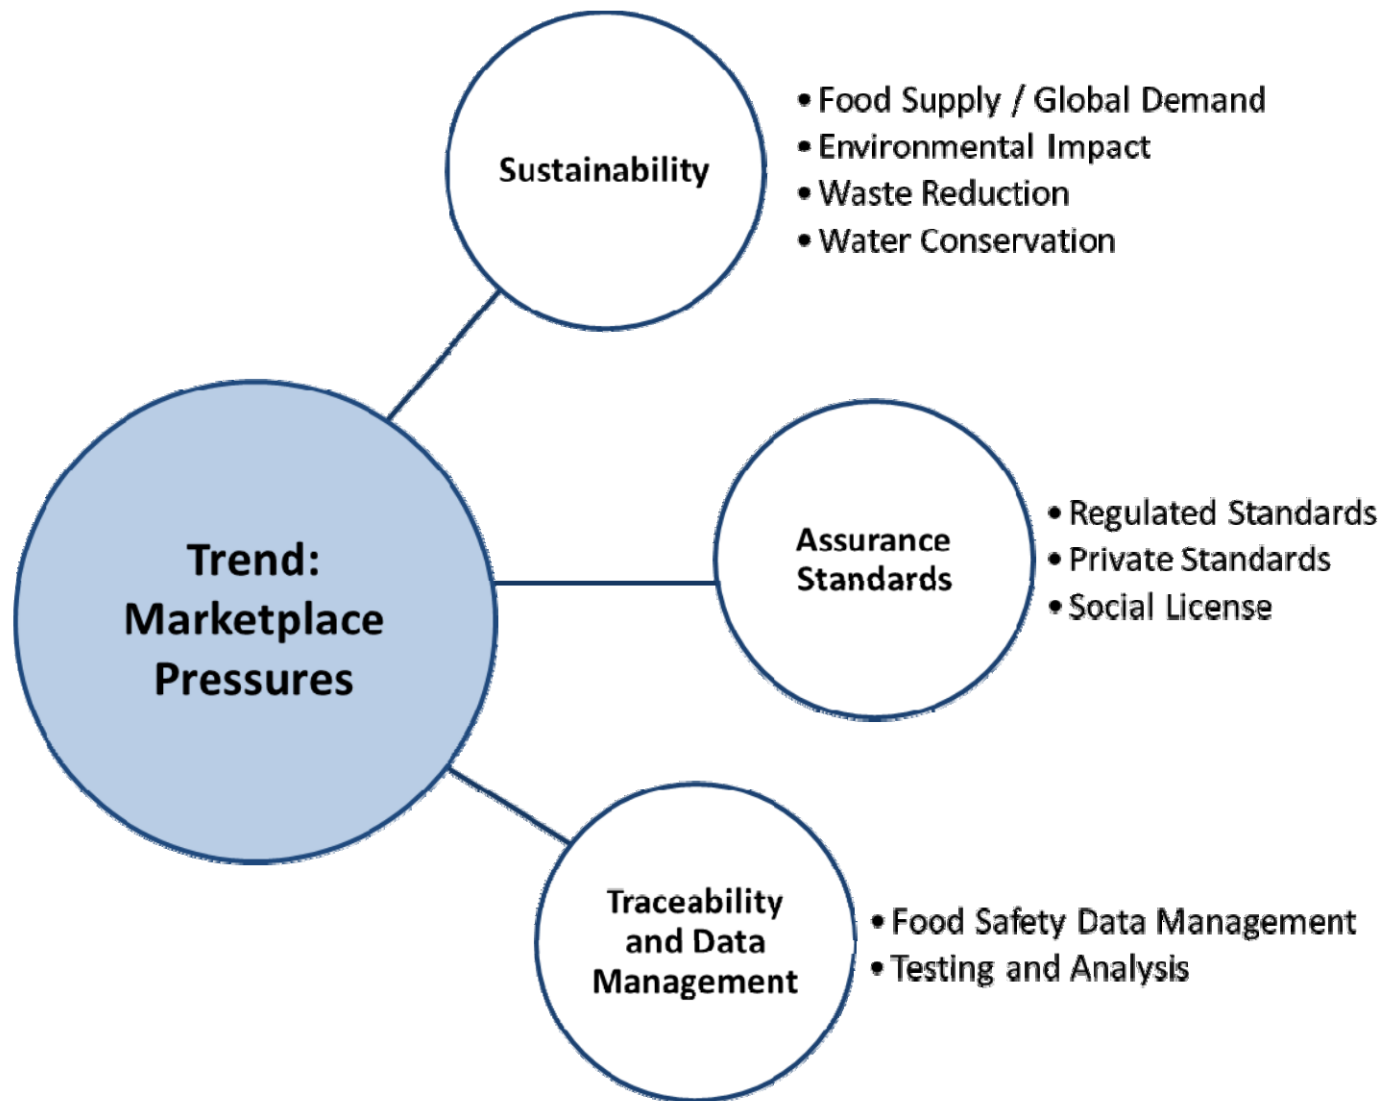 Sustainability
• Food Supply / Global Demand
• Environmental Impact
• Waste Reduction
• Water Conservation
Trend:
Marketplace
Pressures
Assurance
Standards
• Regulated Standards
• Private Standards
• Social License
Traceability
and Data
Management
• Food Safety Data Management
• Testing and Analysis